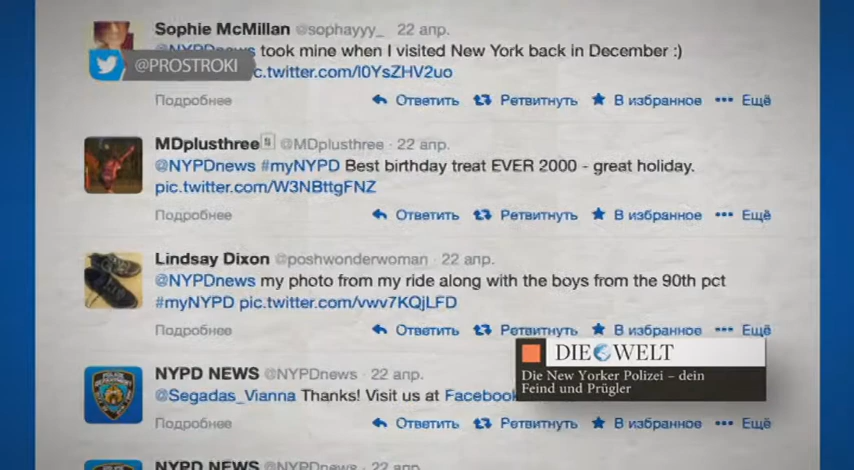 Sophie McMillan @sophayyy_ 22 апр.
@NYPDnews took mine when I visited New York back in December :)
@PROSTROKI c.twitter.com/I0YsZHV2uo
Подробнее Ответить Ретвитнуть В избранное Ещё
MDplusthree @MDplusthree · 22 апр.
@NYPDnews #myNYPD Best birthday treat EVER 2000 - great holiday.
pic.twitter.com/W3NBttgFNZ
Подробнее Ответить Ретвитнуть В избранное Ещё
Lindsay Dixon @poshwonderwoman · 22 апр.
@NYPDnews my photo from my ride along with the boys from the 90th pct
#myNYPD pic.twitter.com/vwv7KQjLFD
Подробнее Ответить Ретвитнуть В избранное Ещё
DIE WELT
Die New Yorker Polizei – dein
Feind und Prügler
NYPD NEWS @NYPDnews · 22 апр.
@Segadas_Vianna Thanks! Visit us at Facebook
Подробнее Ответить Ретвитнуть В избранное Ещё
NYPD NEWS @NYPDnews · 22 апр.